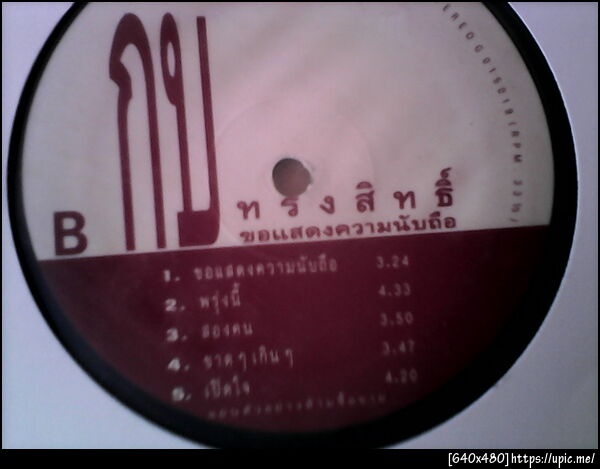 กบ
ทรงสิทธิ์
B
ขอแสดงความนับถือ
1. ขอแสดงความนับถือ 3.24
2. พรุ่งนี้ 4.33
3. สองคน 3.50
4. ขาดๆเกินๆ 3.47
5. เปิดใจ 4.20
[640x480]https://upic.me/